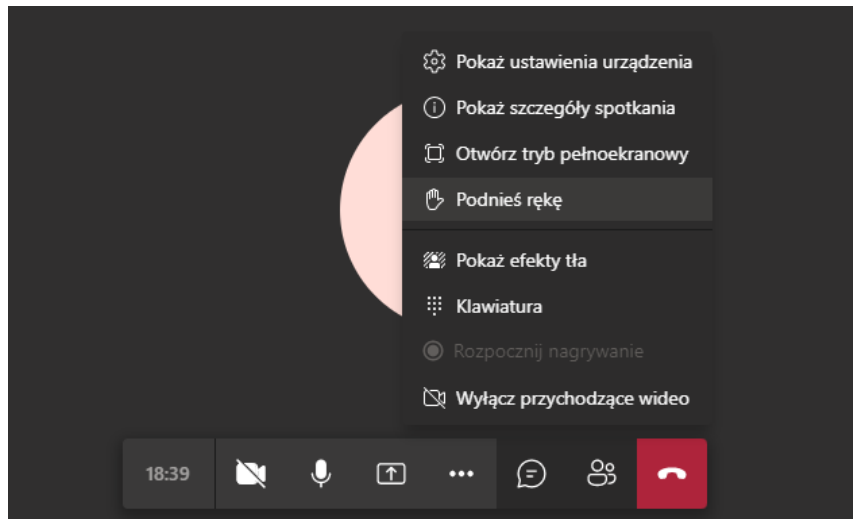 Pokaż ustawienia urządzenia
Pokaż szczegóły spotkania
Otwórz tryb pełnoekranowy
Podnieś rękę
Pokaż efekty tła
Klawiatura
Rozpocznij nagrywanie
Wyłącz przychodzące wideo
18:39